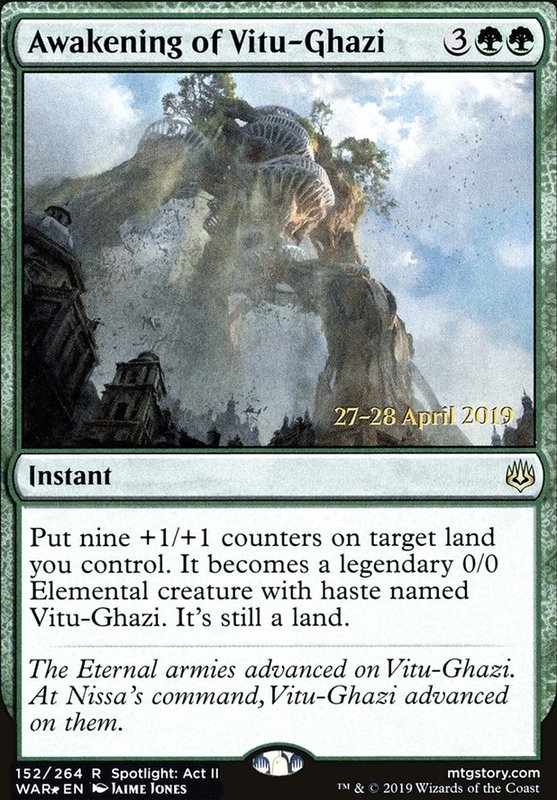 Awakening of Vitu-Ghazi 3
27-28 April 2019
Instant
Put nine +1/+1 counters on target land
you control. It becomes a legendary 0/0
Elemental creature with haste named
Vitu-Ghazi. It's still a land.
The Eternal armies advanced on Vitu-Ghazi.
At Nissa's command, Vitu-Ghazi advanced
on them.
152/264 R Spotlight: Act II
WAR★EN Jaime Jones
mtgstory.com
™ & © 2019 Wizards of the Coast